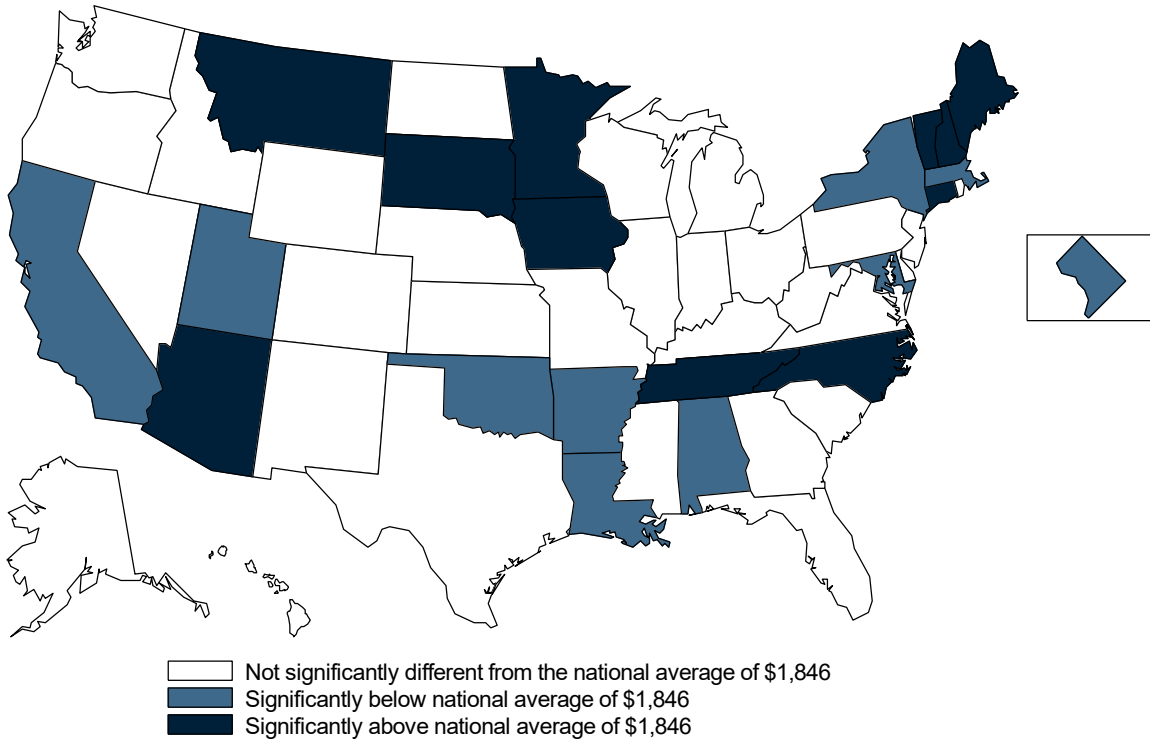 Not significantly different from the national average of $1,846
Significantly below national average of $1,846
Significantly above national average of $1,846